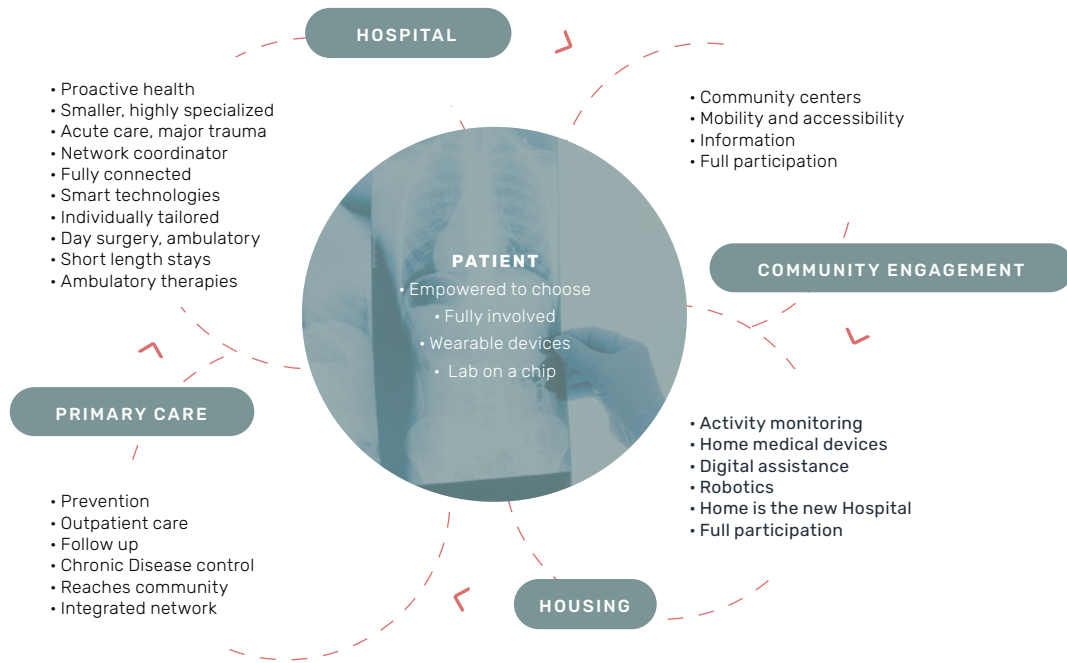 HOSPITAL
• Proactive health
• Smaller, highly specialized
• Acute care, major trauma
• Network coordinator
• Fully connected
• Smart technologies
• Individually tailored
• Day surgery, ambulatory
• Short length stays
• Ambulatory therapies
• Community centers
• Mobility and accessibility
• Information
• Full participation
COMMUNITY ENGAGEMENT
PATIENT
• Empowered to choose
• Fully involved
• Wearable devices
• Lab on a chip
PRIMARY CARE
• Prevention
• Outpatient care
• Follow up
• Chronic Disease control
• Reaches community
• Integrated network
• Activity monitoring
• Home medical devices
• Digital assistance
• Robotics
• Home is the new Hospital
• Full participation
HOUSING